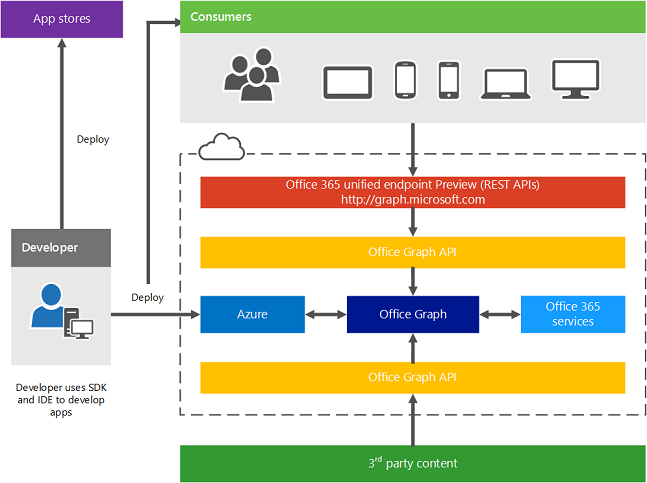 App stores
Consumers
Deploy
Office 365 unified endpoint Preview (REST APIs)
http://graph.microsoft.com
Developer
Office Graph API
Deploy
Azure
Office Graph
Office 365
services
Office Graph API
Developer uses SDK
and IDE to develop
apps
3rd party content